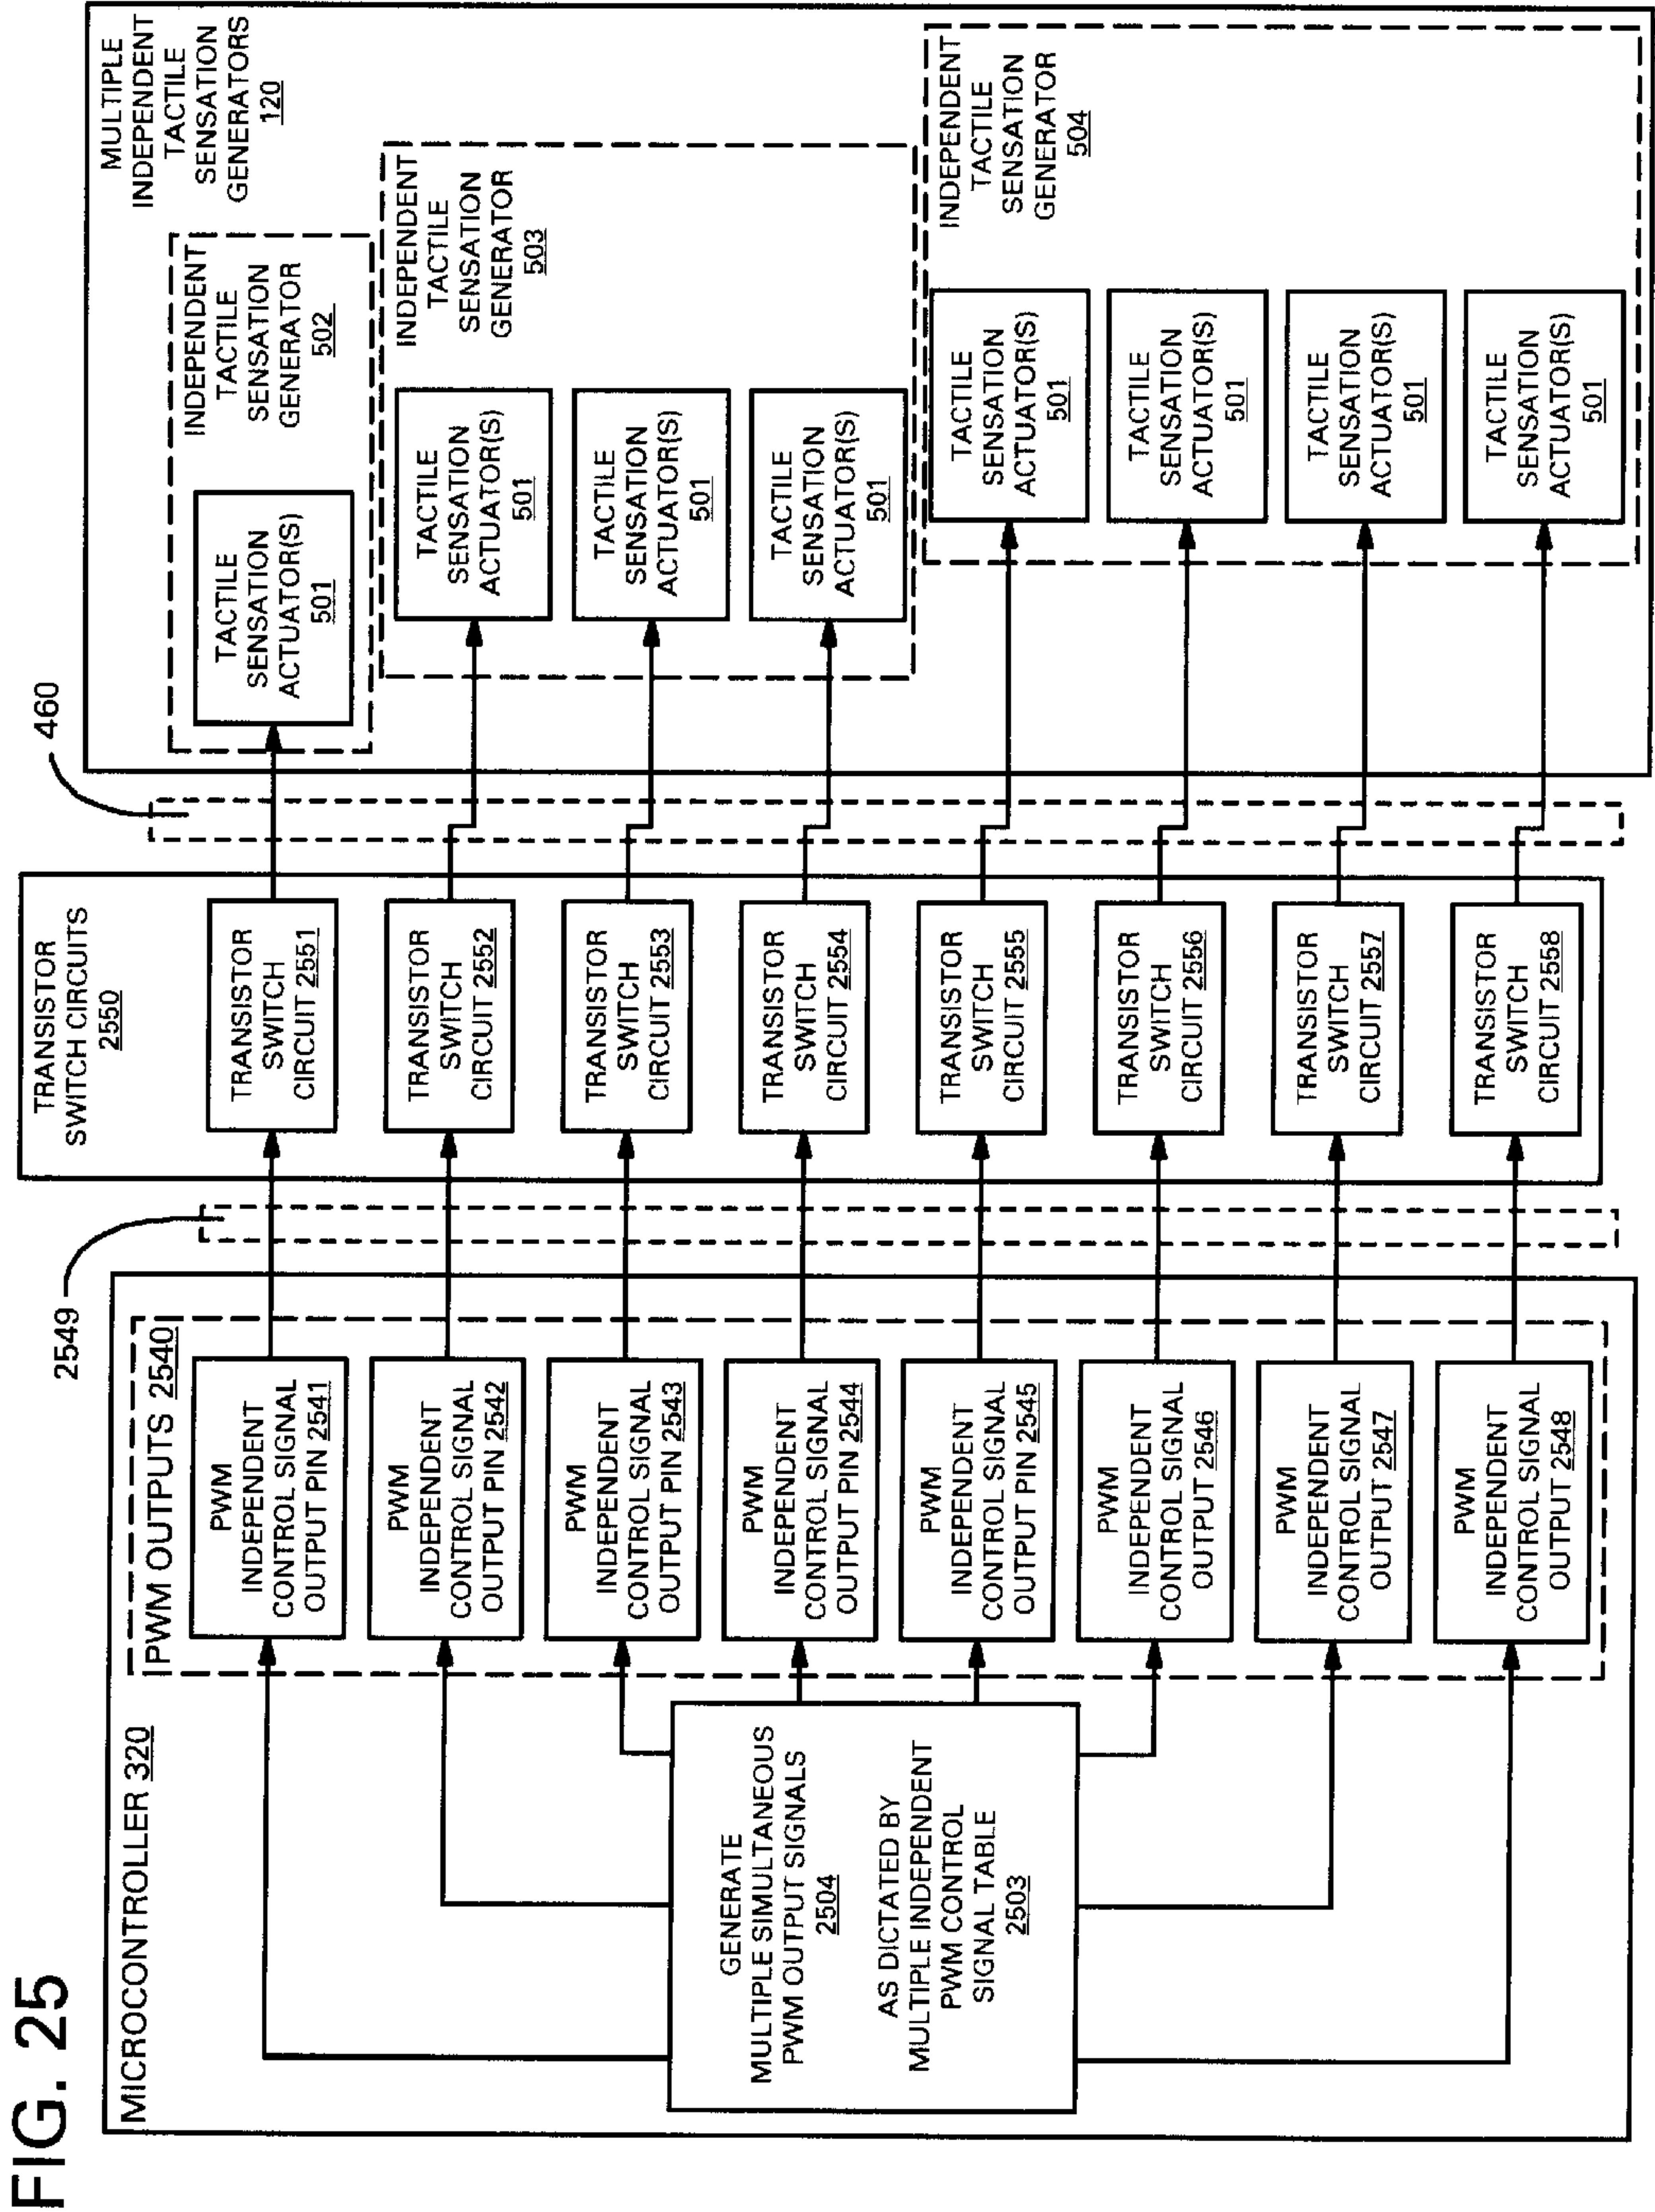 FIG. 25
MICROCONTROLLER 320
GENERATE
MULTIPLE SIMULTANEOUS
PWM OUTPUT SIGNALS
2504
AS DICTATED BY
MULTIPLE INDEPENDENT
PWM CONTROL
SIGNAL TABLE
2503
PWM OUTPUTS 2540
PWM
INDEPENDENT
CONTROL SIGNAL
OUTPUT PIN 2541
PWM
INDEPENDENT
CONTROL SIGNAL
OUTPUT PIN 2542
PWM
INDEPENDENT
CONTROL SIGNAL
OUTPUT PIN 2543
PWM
INDEPENDENT
CONTROL SIGNAL
OUTPUT PIN 2544
PWM
INDEPENDENT
CONTROL SIGNAL
OUTPUT PIN 2545
PWM
INDEPENDENT
CONTROL SIGNAL
OUTPUT 2546
PWM
INDEPENDENT
CONTROL SIGNAL
OUTPUT 2547
PWM
INDEPENDENT
CONTROL SIGNAL
OUTPUT 2548
2549
TRANSISTOR
SWITCH CIRCUITS
2550
TRANSISTOR
SWITCH
CIRCUIT 2551
TRANSISTOR
SWITCH
CIRCUIT 2552
TRANSISTOR
SWITCH
CIRCUIT 2553
TRANSISTOR
SWITCH
CIRCUIT 2554
TRANSISTOR
SWITCH
CIRCUIT 2555
TRANSISTOR
SWITCH
CIRCUIT 2556
TRANSISTOR
SWITCH
CIRCUIT 2557
TRANSISTOR
SWITCH
CIRCUIT 2558
460
MULTIPLE
INDEPENDENT
TACTILE
SENSATION
GENERATORS
120
INDEPENDENT
TACTILE
SENSATION
GENERATOR
502
TACTILE
SENSATION
ACTUATOR(S)
501
INDEPENDENT
TACTILE
SENSATION
GENERATOR
503
TACTILE
SENSATION
ACTUATOR(S)
501
TACTILE
SENSATION
ACTUATOR(S)
501
TACTILE
SENSATION
ACTUATOR(S)
501
INDEPENDENT
TACTILE
SENSATION
GENERATOR
504
TACTILE
SENSATION
ACTUATOR(S)
501
TACTILE
SENSATION
ACTUATOR(S)
501
TACTILE
SENSATION
ACTUATOR(S)
501
TACTILE
SENSATION
ACTUATOR(S)
501